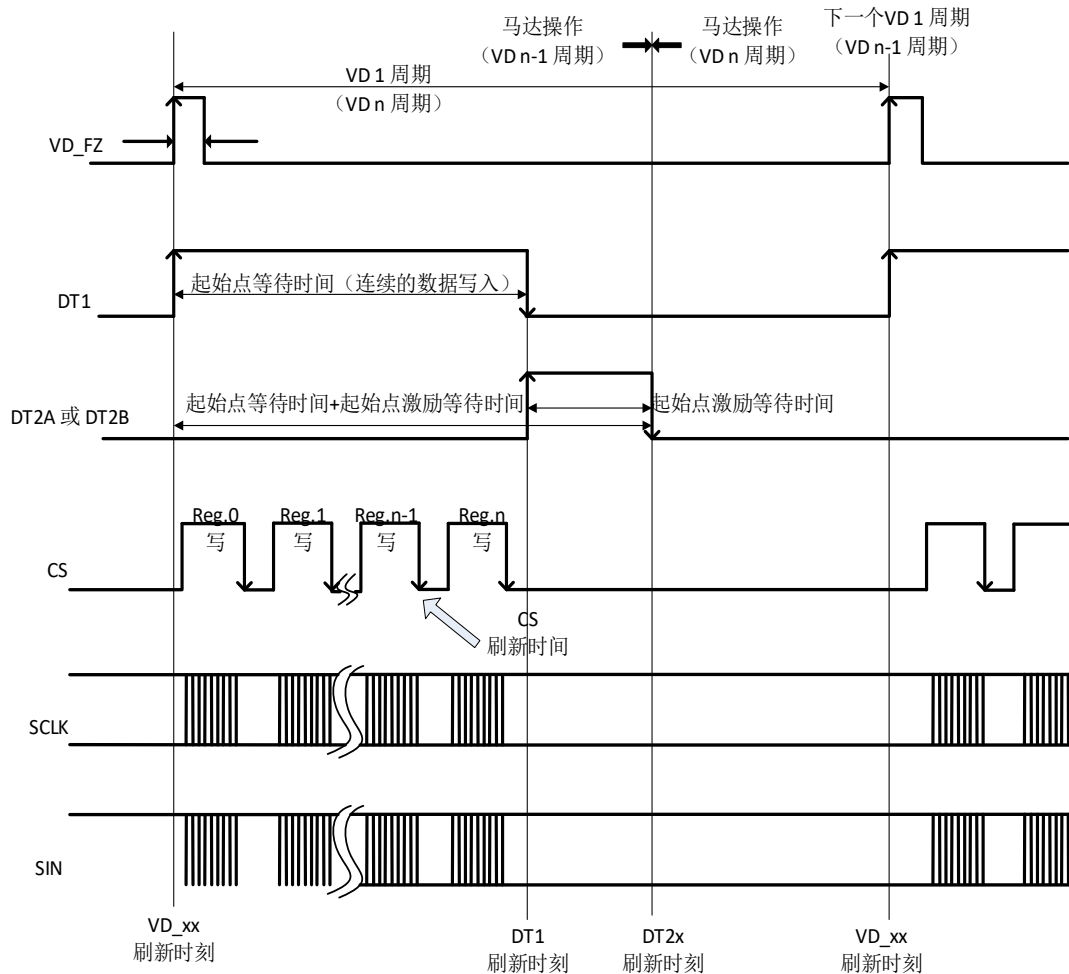 下一个VD 1 周期
（VD n-1 周期）
马达操作
（VD n-1 周期）
马达操作
（VD n 周期）
VD 1 周期
（VD n 周期）
VD_FZ
起始点等待时间（连续的数据写入）
DT1
起始点等待时间+起始点激励等待时间
起始点激励等待时间
DT2A 或 DT2B
Reg.0
写
Reg.1
写
Reg.n-1
写
Reg.n
写
CS
CS
刷新时间
SCLK
SIN
VD_xx
刷新时刻
DT1
刷新时刻
DT2x
刷新时刻
VD_xx
刷新时刻